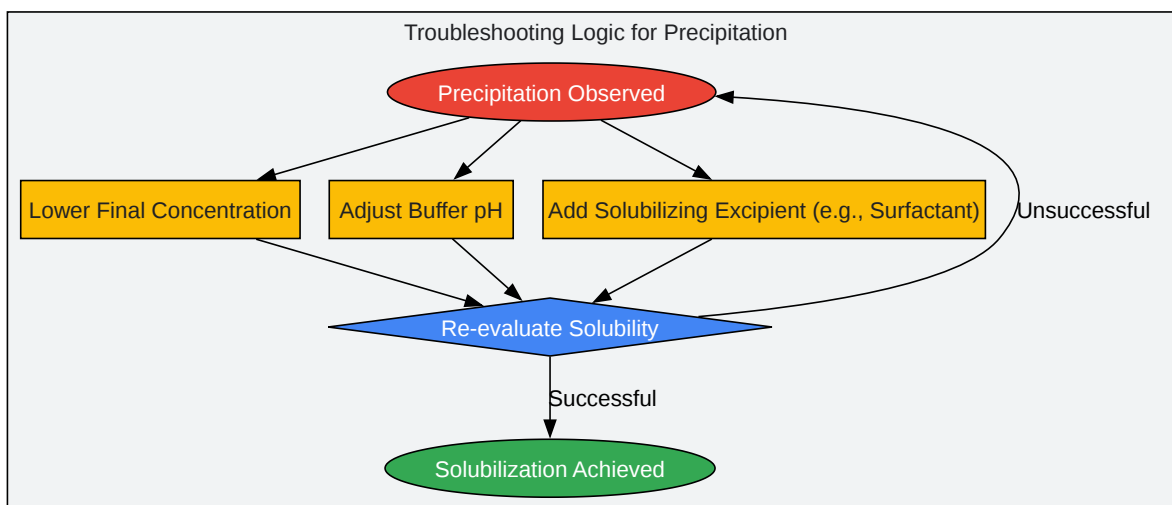 Troubleshooting Logic for Precipitation
Precipitation Observed
Lower Final Concentration
Adjust Buffer pH
Add Solubilizing Excipient (e.g., Surfactant)
Unsuccessful
Re-evaluate Solubility
Successful
Solubilization Achieved